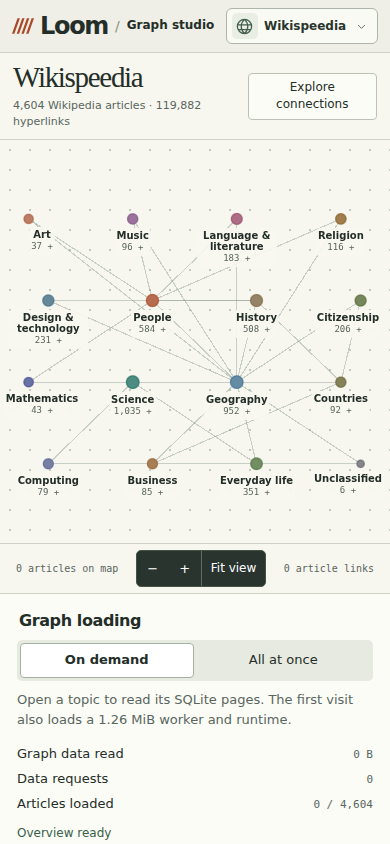 Loom / Graph studio
Wikispeedia
Wikispeedia
4,604 Wikipedia articles · 119,882
hyperlinks
Explore
connections
Art
37 +
Music
96 +
Language &
literature
183 +
Religion
116 +
Design &
technology
231 +
People
584 +
History
508 +
Citizenship
206 +
Mathematics
43 +
Science
1,035 +
Geography
952 +
Countries
92 +
Computing
79 +
Business
85 +
Everyday life
351 +
Unclassified
6 +
0 articles on map
− + Fit view
0 article links
Graph loading
On demand
All at once
Open a topic to read its SQLite pages. The first visit
also loads a 1.26 MiB worker and runtime.
Graph data read 0 B
Data requests 0
Articles loaded 0 / 4,604
Overview ready